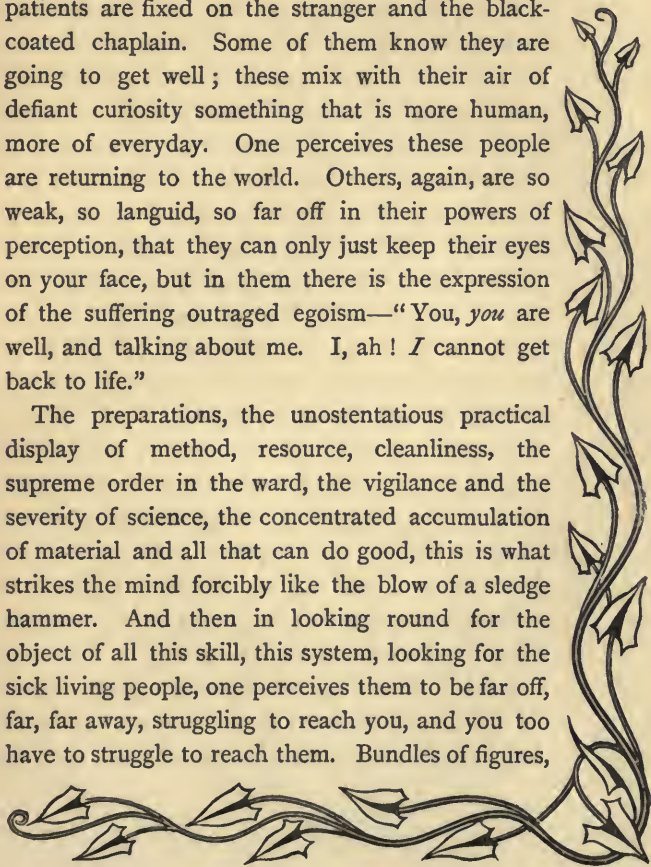 patients are fixed on the stranger and the black-
coated chaplain. Some of them know they are
going to get well; these mix with their air of
defiant curiosity something that is more human,
more of everyday. One perceives these people
are returning to the world. Others, again, are so
weak, so languid, so far off in their powers of
perception, that they can only just keep their eyes
on your face, but in them there is the expression
of the suffering outraged egoism—“You, you are
well, and talking about me. I, ah! I cannot get
back to life.”
The preparations, the unostentatious practical
display of method, resource, cleanliness, the
supreme order in the ward, the vigilance and the
severity of science, the concentrated accumulation
of material and all that can do good, this is what
strikes the mind forcibly like the blow of a sledge
hammer. And then in looking round for the
object of all this skill, this system, looking for the
sick living people, one perceives them to be far off,
far, far away, struggling to reach you, and you too
have to struggle to reach them. Bundles of figures,